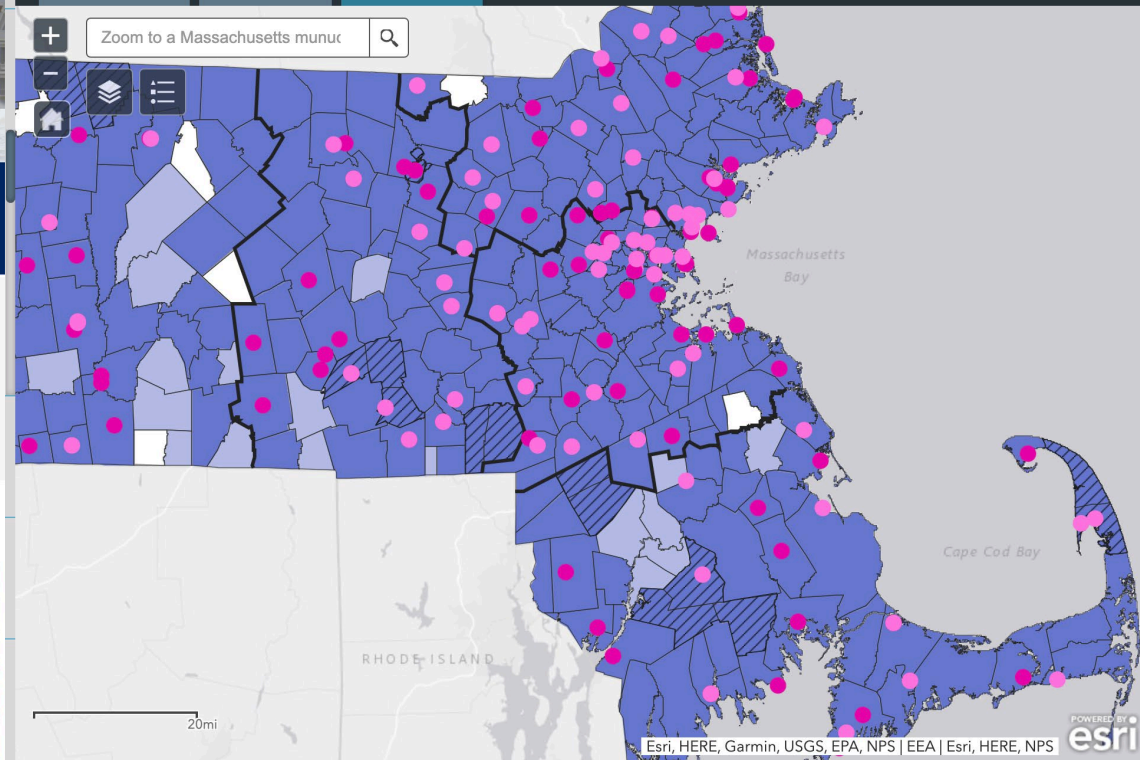 +
Zoom to a Massachusetts munuc
−
Massachusetts
Bay
Cape Cod Bay
RHODE ISLAND
20mi
POWERED BY
esri
Esri, HERE, Garmin, USGS, EPA, NPS | EEA | Esri, HERE, NPS